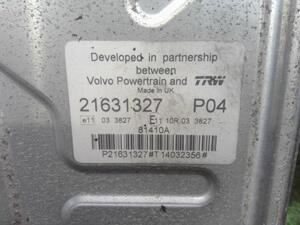 Developed in partnership
between
Volvo Powertrain and TRW
Made in UK
21631327 P04
e11 03 3827 E11 10R 03 3827
81410A
P21631327#T14032356#